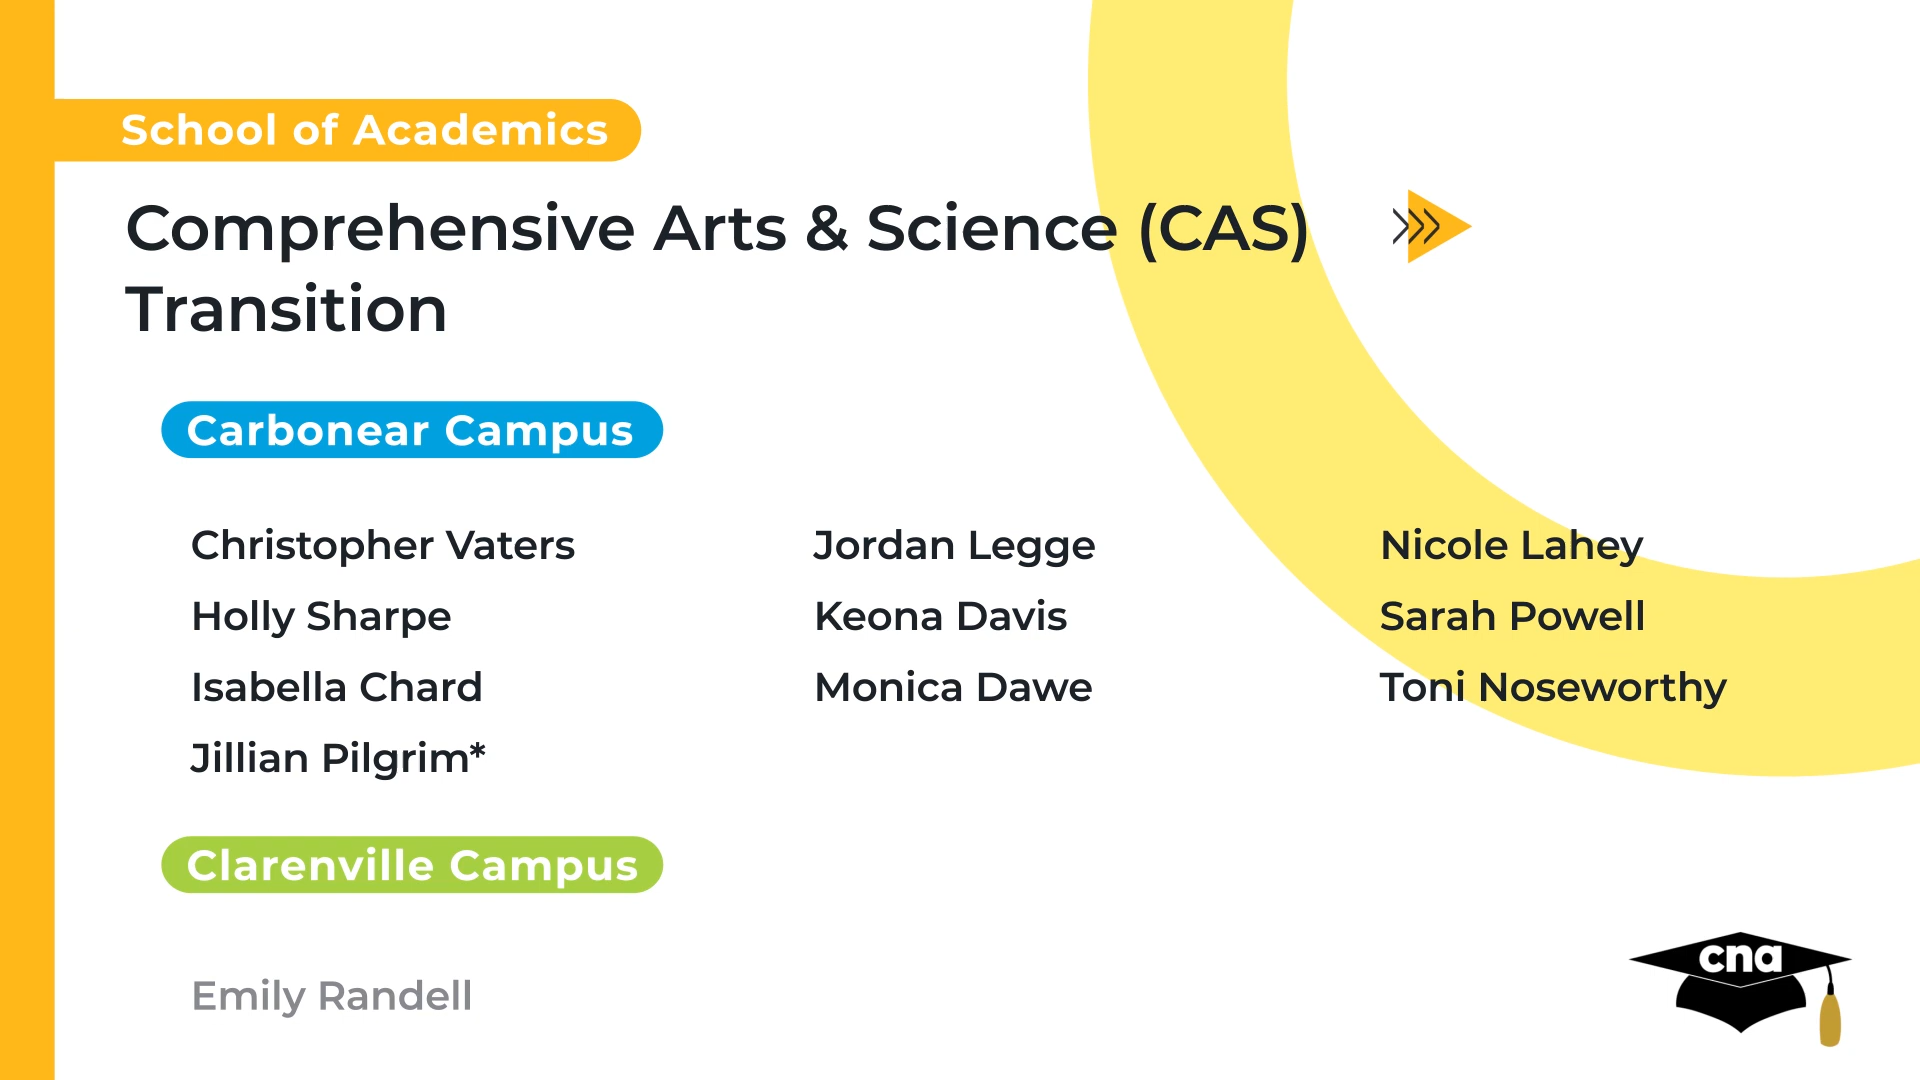 School of Academics
Comprehensive Arts & Science (CAS)
Transition
Carbonear Campus
Christopher Vaters
Holly Sharpe
Isabella Chard
Jillian Pilgrim*
Jordan Legge
Keona Davis
Monica Dawe
Nicole Lahey
Sarah Powell
Toni Noseworthy
Clarenville Campus
Emily Randell
cna